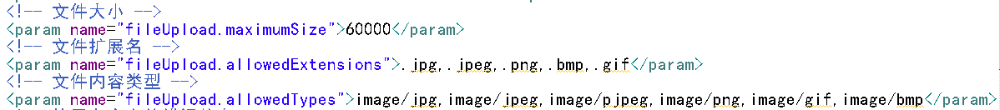 <!-- 文件大小 -->
<param name="fileUpload.maximumSize">60000</param>
<!-- 文件扩展名 -->
<param name="fileUpload.allowedExtensions">.jpg,.jpeg,.png,.bmp,.gif</param>
<!-- 文件内容类型 -->
<param name="fileUpload.allowedTypes">image/jpg,image/jpeg,image/pjpeg,image/png,image/gif,image/bmp</param>